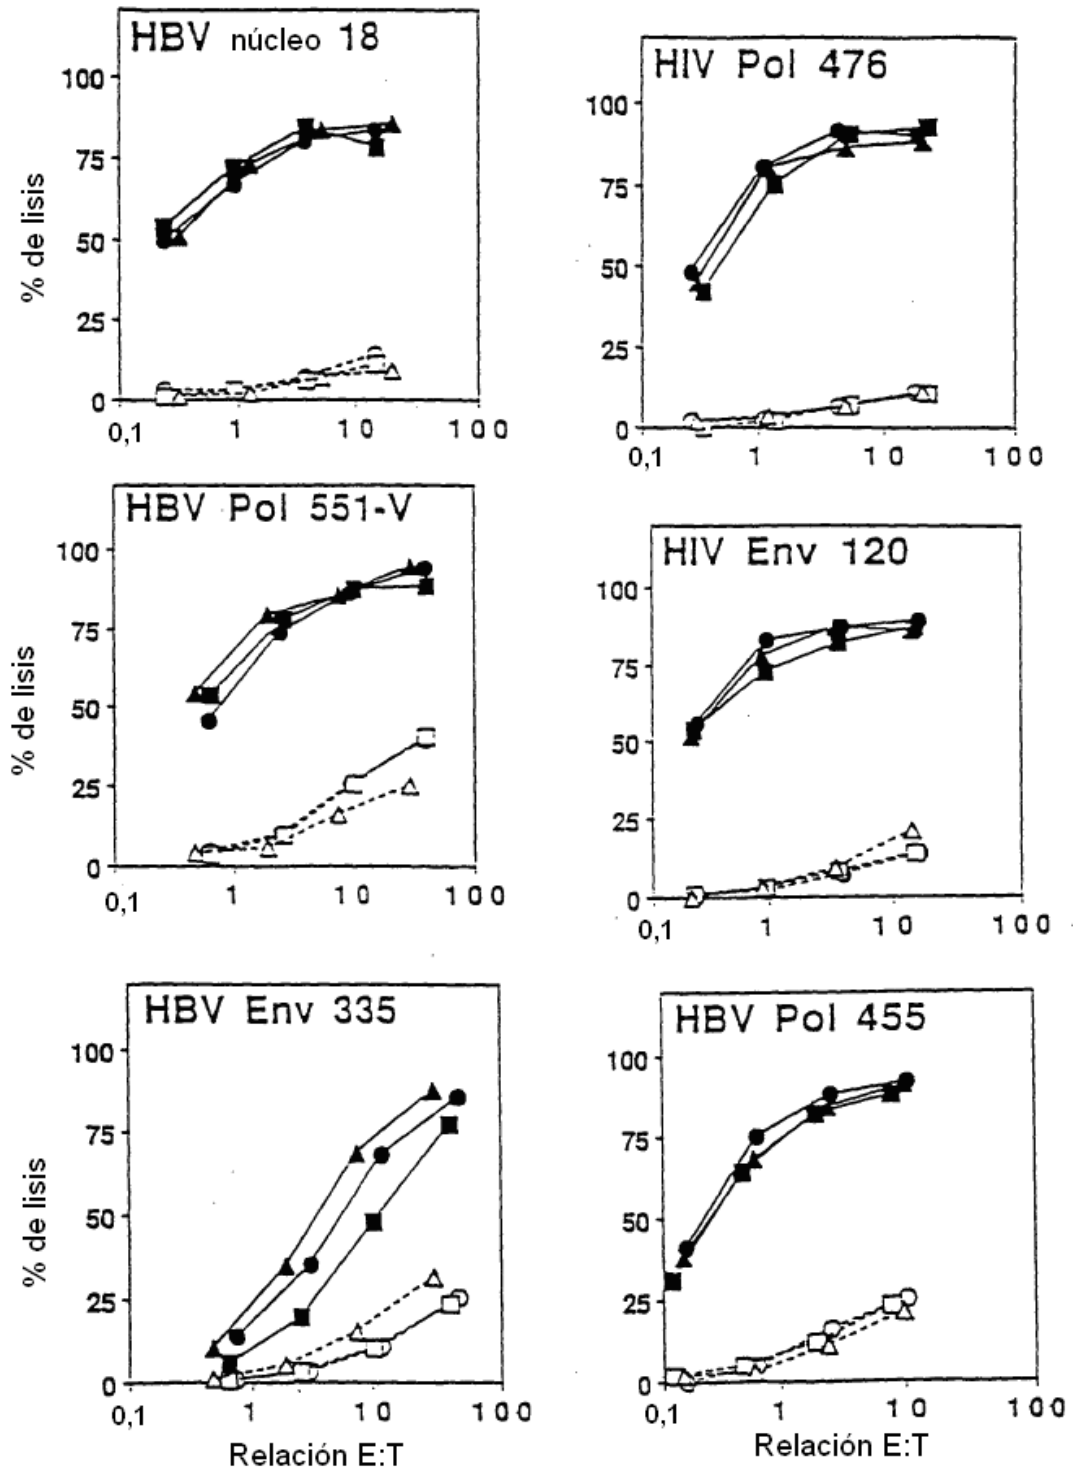 HBV núcleo 18
100
75
50
25
0
0,1 1 10 100
% de lisis
HIV Pol 476
100
75
50
25
0
0,1 1 10 100
HBV Pol 551-V
100
75
50
25
0
0,1 1 10 100
% de lisis
HIV Env 120
100
75
50
25
0
0,1 1 10 100
HBV Env 335
100
75
50
25
0
0,1 1 10 100
% de lisis
Relación E:T
HBV Pol 455
100
75
50
25
0
0,1 1 10 100
Relación E:T